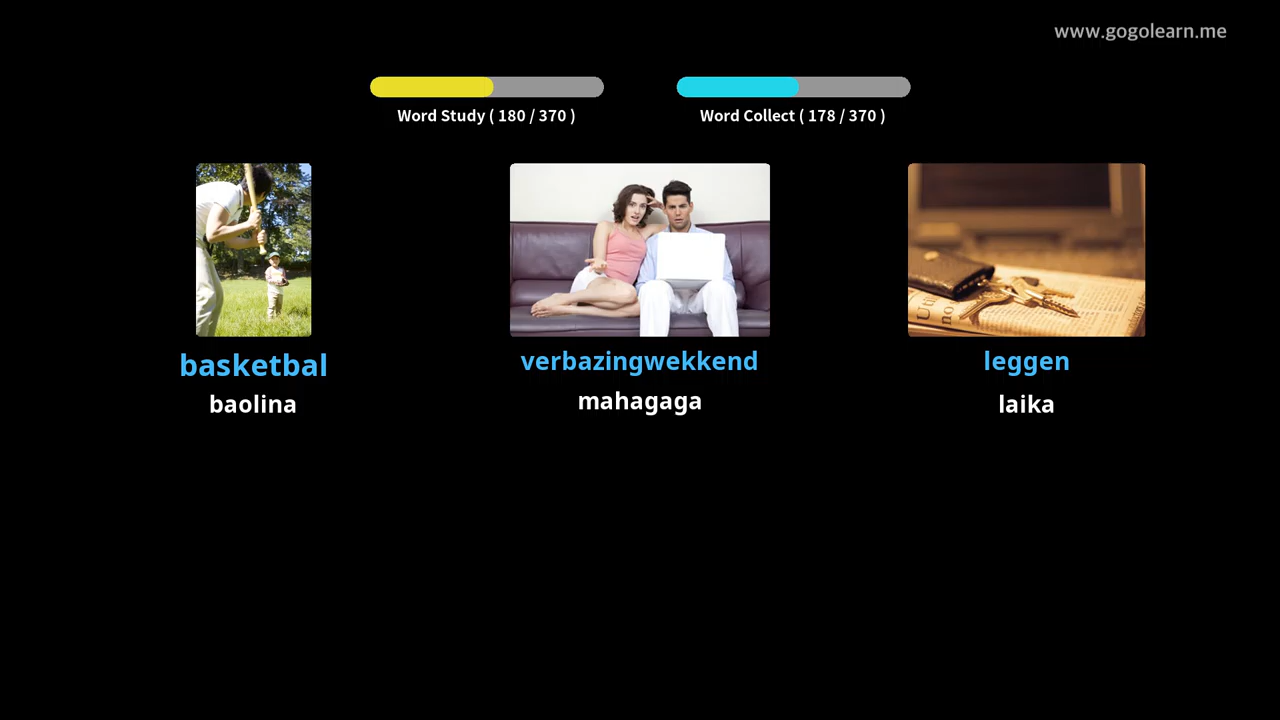 www.gogolearn.me
Word Study ( 180 / 370 )
Word Collect ( 178 / 370 )
basketbal
baolina
verbazingwekkend
mahagaga
leggen
laika